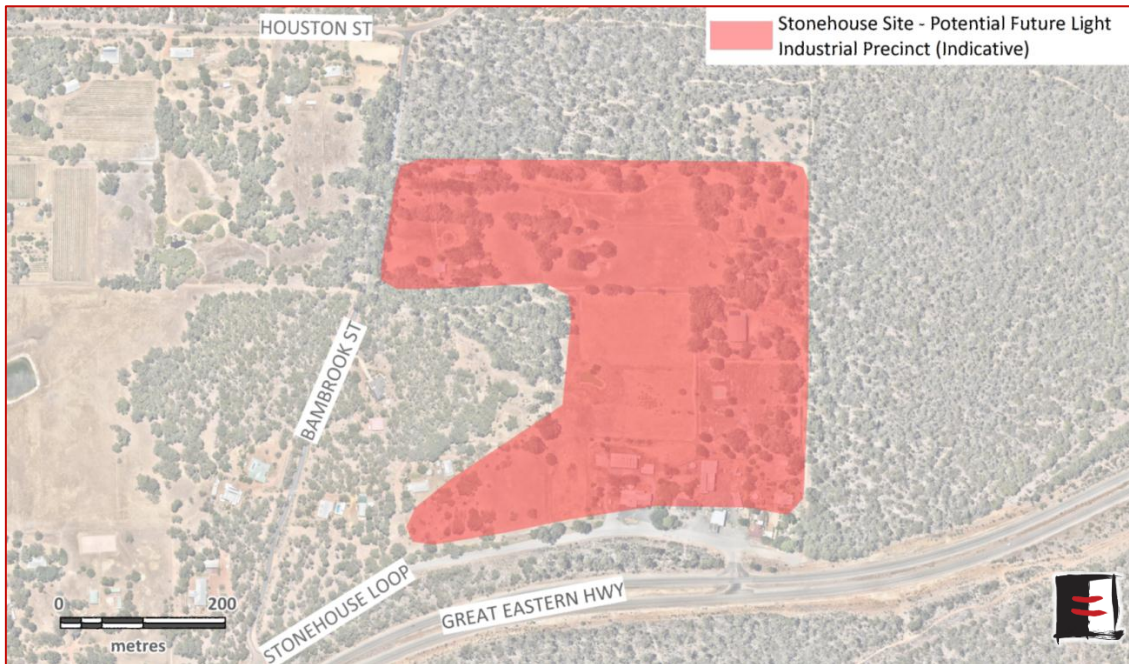 HOUSTON ST
Stonehouse Site - Potential Future Light
Industrial Precinct (Indicative)
BAMBROOK ST
STONEHOUSE LOOP
GREAT EASTERN HWY
0 200
metres